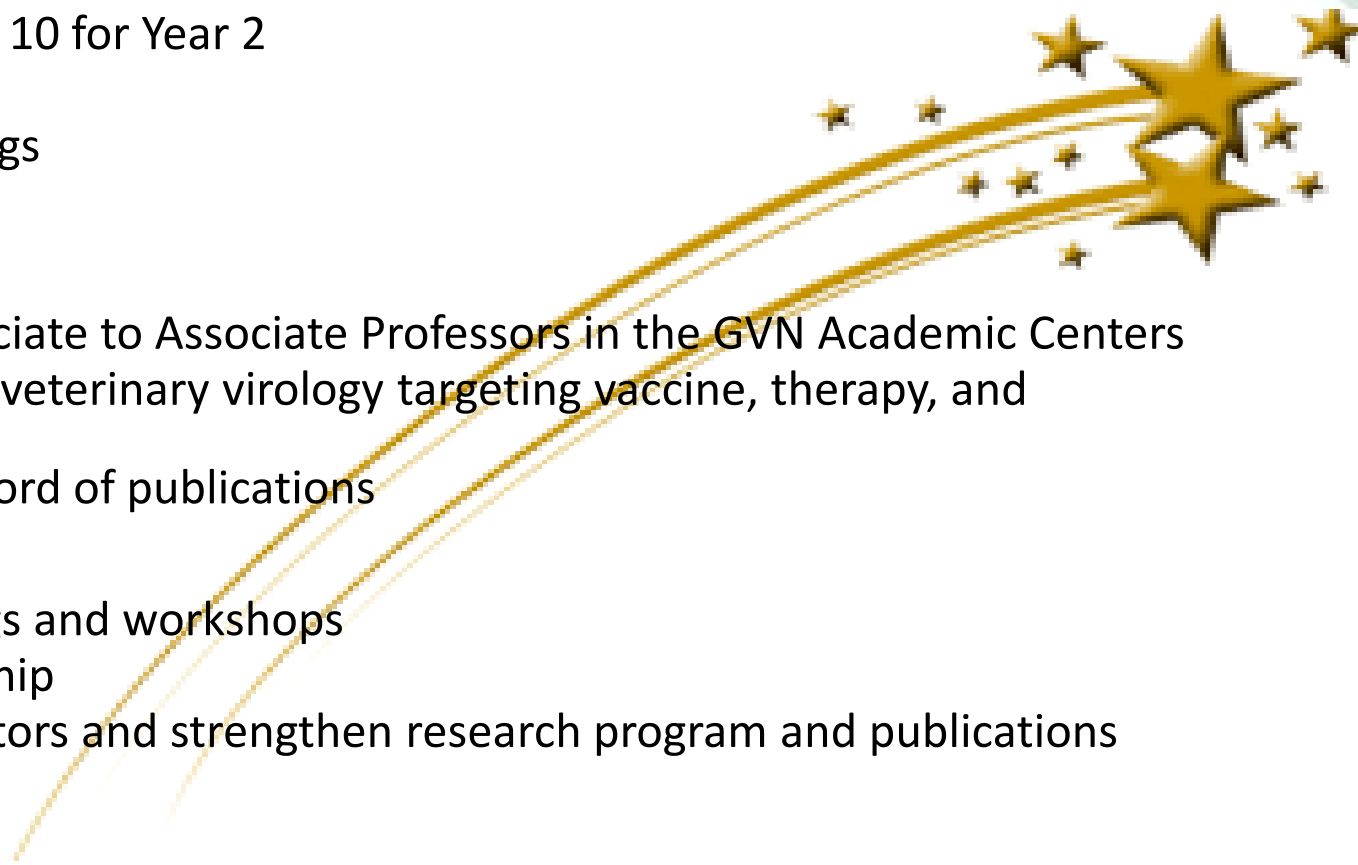 10 for Year 2
gs
ciate to Associate Professors in the GVN Academic Centers
veterinary virology targeting vaccine, therapy, and
ord of publications
gs and workshops
hip
tors and strengthen research program and publications